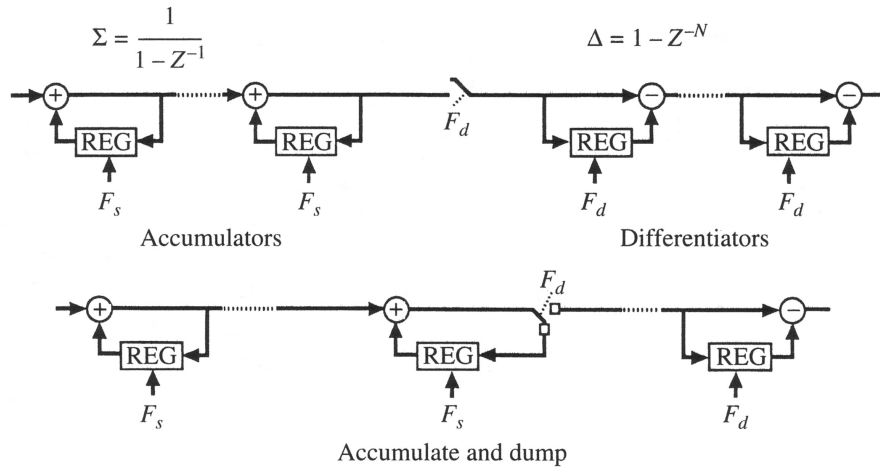 Σ = 1 / (1 − Z⁻¹)
Δ = 1 − Z⁻ᴺ
+ + − −
F_d
REG REG REG REG
F_s F_s F_d F_d
Accumulators Differentiators
F_d
+ + −
REG REG REG
F_s F_s F_d
Accumulate and dump